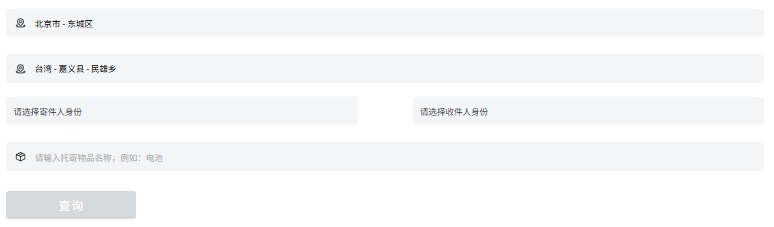 北京市 - 东城区
台湾 - 嘉义县 - 民雄乡
请选择寄件人身份
请选择收件人身份
请输入托寄物品名称，例如：电池
查询